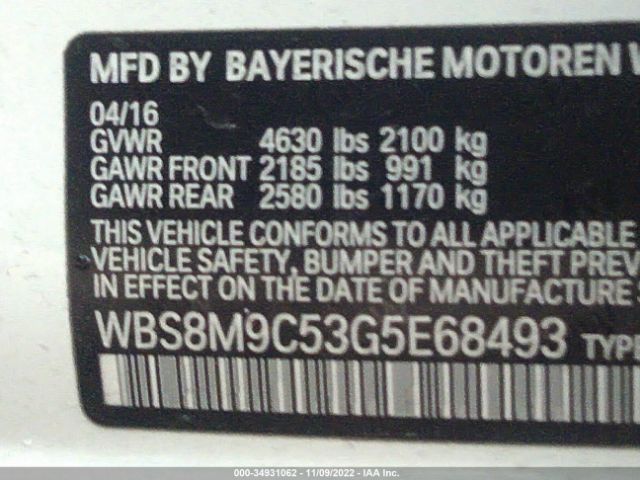 MFD BY BAYERISCHE MOTOREN W
04/16
GVWR 4630 lbs 2100 kg
GAWR FRONT 2185 lbs 991 kg
GAWR REAR 2580 lbs 1170 kg
THIS VEHICLE CONFORMS TO ALL APPLICABLE
VEHICLE SAFETY, BUMPER AND THEFT PREV
IN EFFECT ON THE DATE OF MANUFACTURE S
WBS8M9C53G5E68493 TYPE
000-34931062 - 11/09/2022 - IAA Inc.